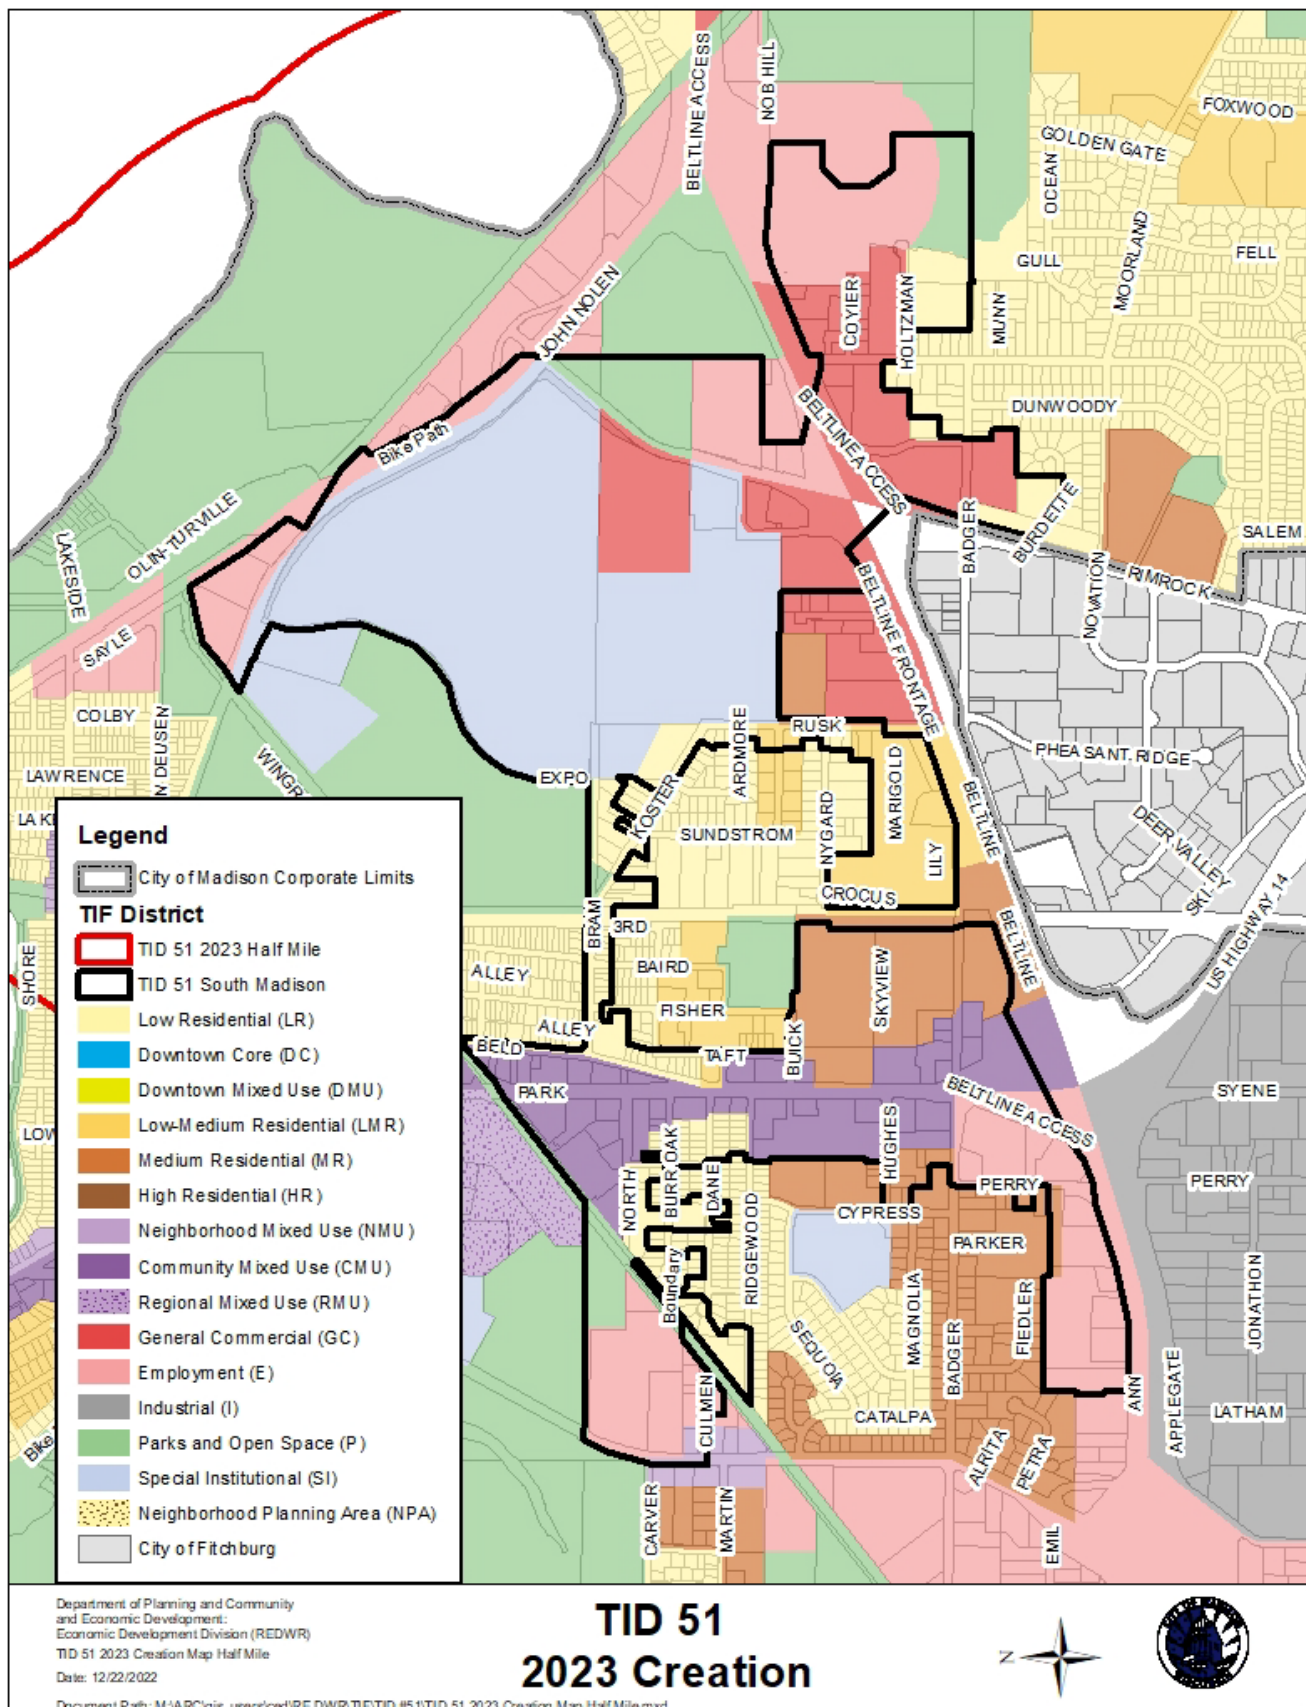 BELTLINE ACCESS
NOB HILL
FOXWOOD
GOLDEN GATE
OCEAN
MOORLAND
FELL
GULL
MUNN
HOLTZMAN
COYIER
JOHN NOLEN
DUNWOODY
BELTLINE ACCESS
Bike Path
OLIN-TURVILLE
LAKESIDE
BADGER
BURDETTE
SALEM
NOVATION
RIMROCK
SAYLE
BELTLINE FRONTAGE
COLBY
LAWRENCE
RUSK
ARDMORE
PHEASANT RIDGE
EXPO
KOSTER
SUNDSTROM
NYGARD
MARIGOLD
LILY
BELTLINE
DEER VALLEY
SKI
US HIGHWAY 14
CROCUS
BRAM
3RD
BELTLINE
ALLEY
BAIRD
SKYVIEW
SHORE
FISHER
ALLEY
BELD
TAFT
BUICK
PARK
BELTLINE ACCESS
SYENE
LOW
HUGHES
BURR OAK
NORTH
DANE
RIDGEWOOD
PERRY
PERRY
CYPRESS
PARKER
Boundary
MAGNOLIA
BADGER
FIEDLER
JONATHON
SEQUOIA
CULMEN
CATALPA
ANN
APPLEGATE
LATHAM
ALRITA
PETRA
Bike
CARVER
MARTIN
EMIL
Legend
City of Madison Corporate Limits
TIF District
TID 51 2023 Half Mile
TID 51 South Madison
Low Residential (LR)
Downtown Core (DC)
Downtown Mixed Use (DMU)
Low-Medium Residential (LMR)
Medium Residential (MR)
High Residential (HR)
Neighborhood Mixed Use (NMU)
Community Mixed Use (CMU)
Regional Mixed Use (RMU)
General Commercial (GC)
Employment (E)
Industrial (I)
Parks and Open Space (P)
Special Institutional (SI)
Neighborhood Planning Area (NPA)
City of Fitchburg
Department of Planning and Community
and Economic Development:
Economic Development Division (REDWR)
TID 51 2023 Creation Map Half Mile
Date: 12/22/2022
TID 51
2023 Creation
N